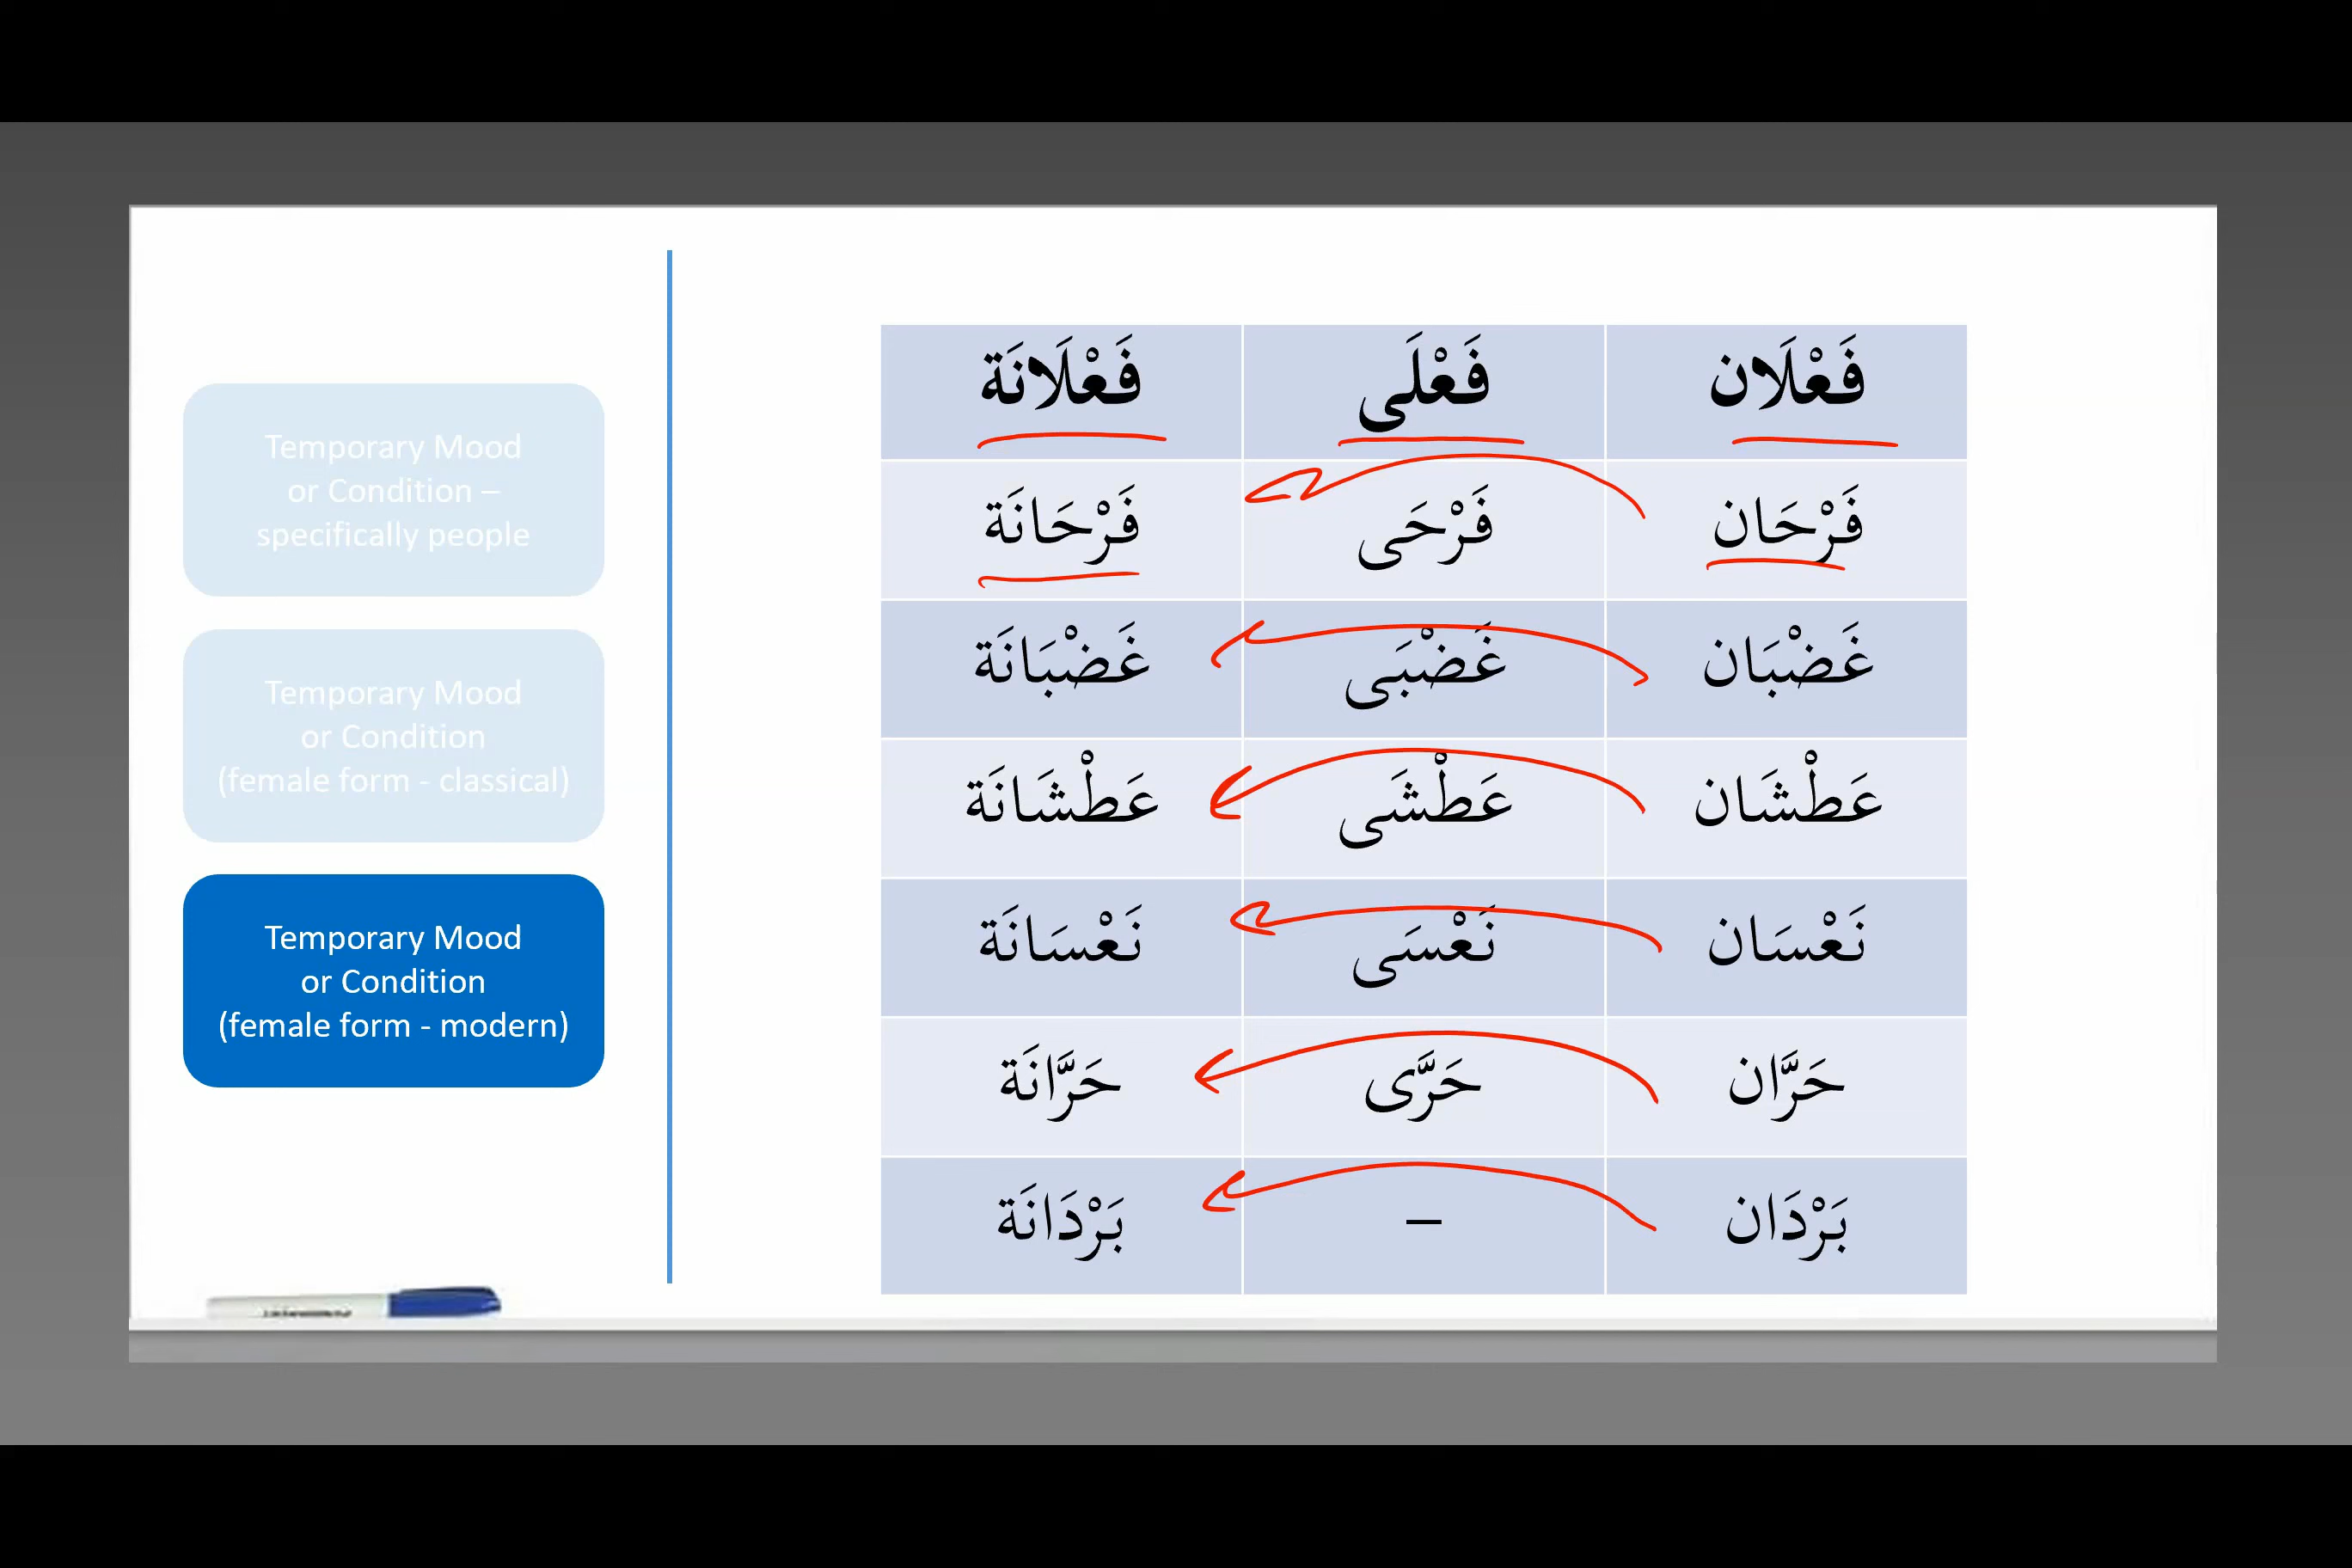 Temporary Mood
or Condition –
specifically people
Temporary Mood
or Condition
(female form - classical)
Temporary Mood
or Condition
(female form - modern)
فَعْلَان فَعْلَى فَعْلَانَة
فَرْحَان فَرْحَى فَرْحَانَة
غَضْبَان غَضْبَى غَضْبَانَة
عَطْشَان عَطْشَى عَطْشَانَة
نَعْسَان نَعْسَى نَعْسَانَة
حَرَّان حَرَّى حَرَّانَة
بَرْدَان – بَرْدَانَة